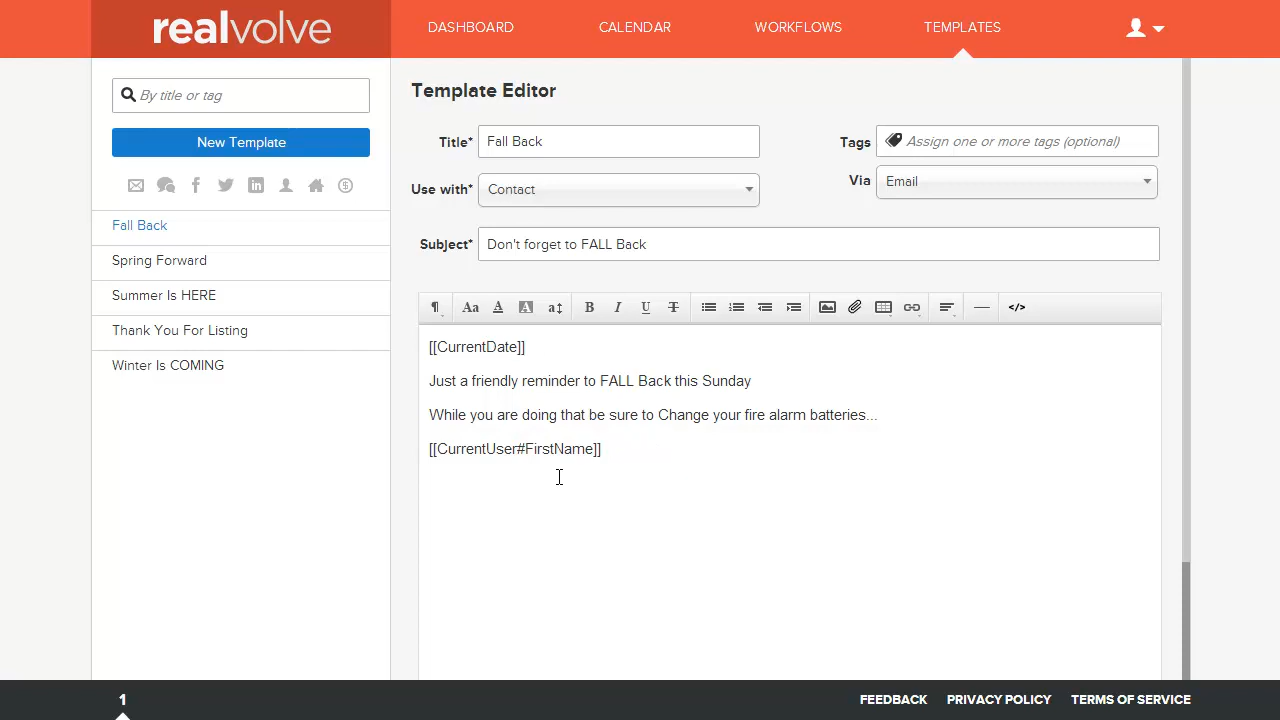 realvolve
DASHBOARD
CALENDAR
WORKFLOWS
TEMPLATES
By title or tag
New Template
Fall Back
Spring Forward
Summer Is HERE
Thank You For Listing
Winter Is COMING
Template Editor
Title* Fall Back
Tags Assign one or more tags (optional)
Use with* Contact
Via Email
Subject* Don't forget to FALL Back
¶ Aa A A a↕ B I U T </>
[[CurrentDate]]
Just a friendly reminder to FALL Back this Sunday
While you are doing that be sure to Change your fire alarm batteries...
[[CurrentUser#FirstName]]
1
FEEDBACK
PRIVACY POLICY
TERMS OF SERVICE